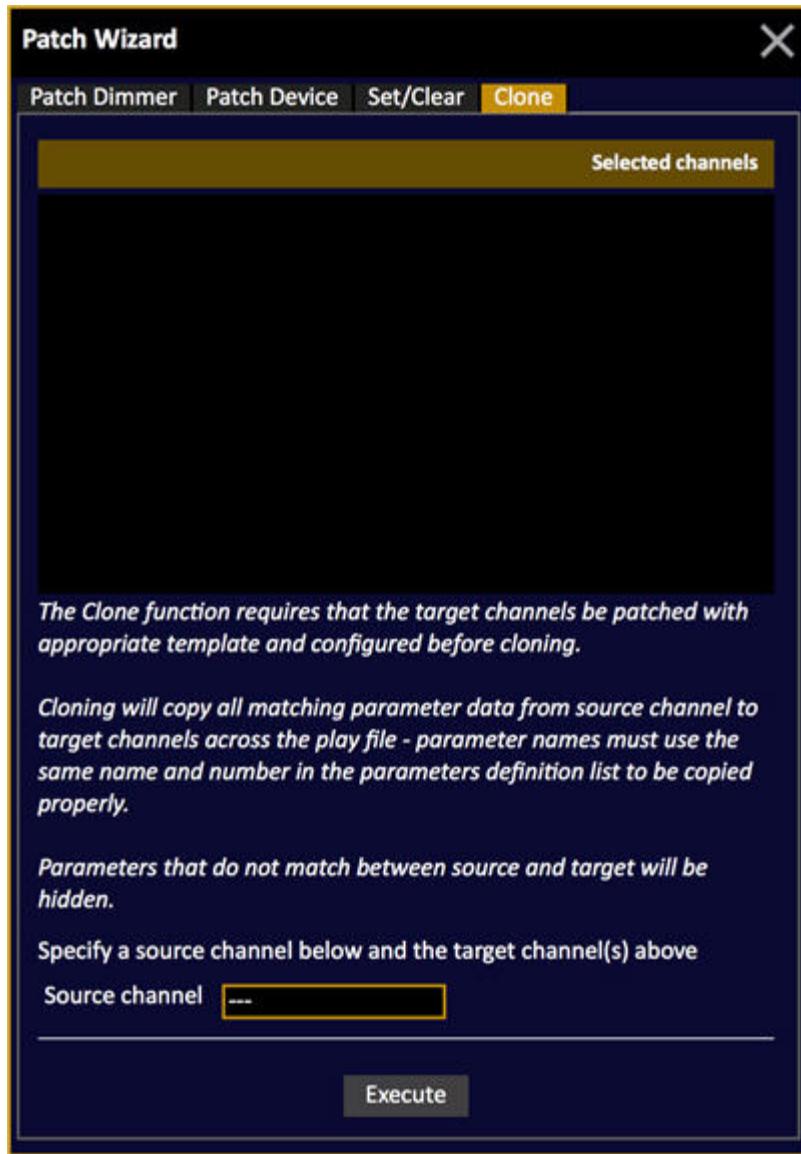 Patch Wizard
Patch Dimmer Patch Device Set/Clear Clone
Selected channels
The Clone function requires that the target channels be patched with
appropriate template and configured before cloning.
Cloning will copy all matching parameter data from source channel to
target channels across the play file - parameter names must use the
same name and number in the parameters definition list to be copied
properly.
Parameters that do not match between source and target will be
hidden.
Specify a source channel below and the target channel(s) above
Source channel ---
Execute